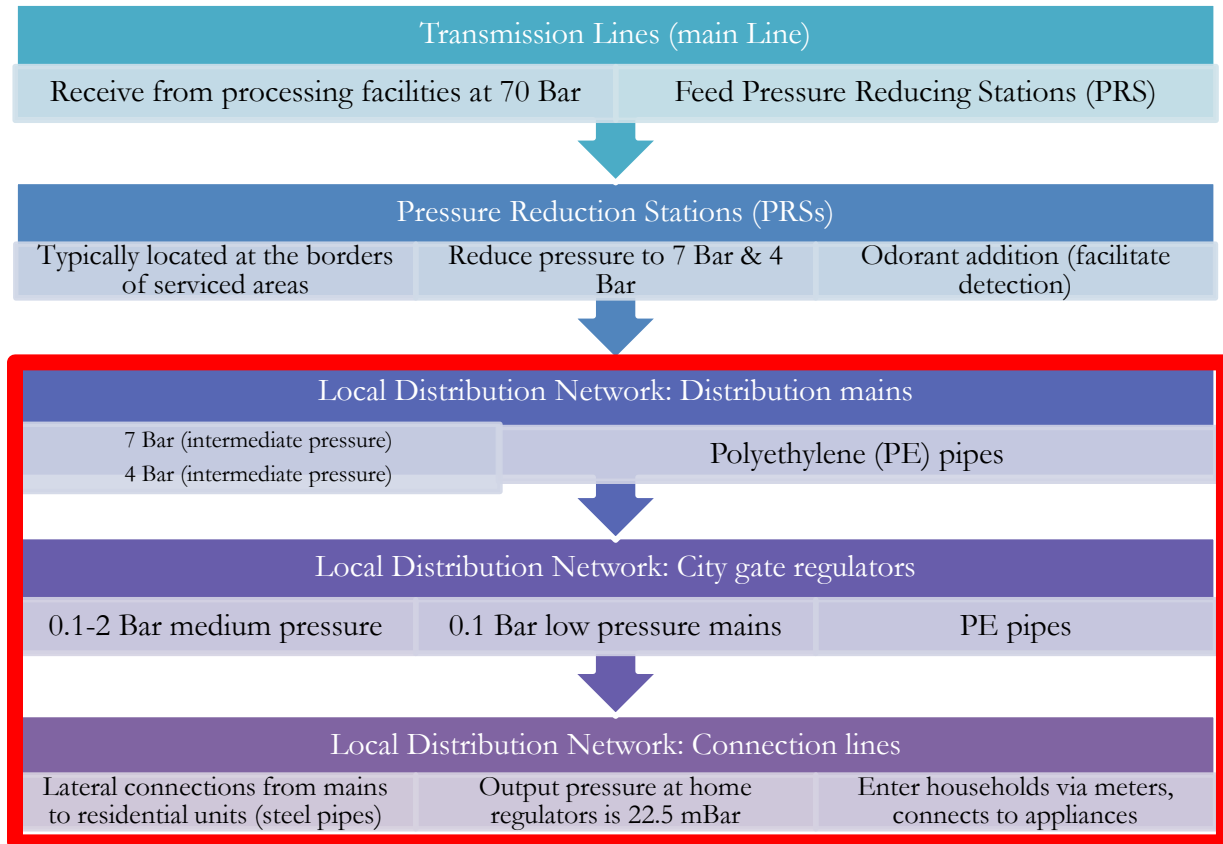 Transmission Lines (main Line)
Receive from processing facilities at 70 Bar
Feed Pressure Reducing Stations (PRS)
Pressure Reduction Stations (PRSs)
Typically located at the borders
of serviced areas
Reduce pressure to 7 Bar & 4
Bar
Odorant addition (facilitate
detection)
Local Distribution Network: Distribution mains
7 Bar (intermediate pressure)
4 Bar (intermediate pressure)
Polyethylene (PE) pipes
Local Distribution Network: City gate regulators
0.1-2 Bar medium pressure
0.1 Bar low pressure mains
PE pipes
Local Distribution Network: Connection lines
Lateral connections from mains
to residential units (steel pipes)
Output pressure at home
regulators is 22.5 mBar
Enter households via meters,
connects to appliances